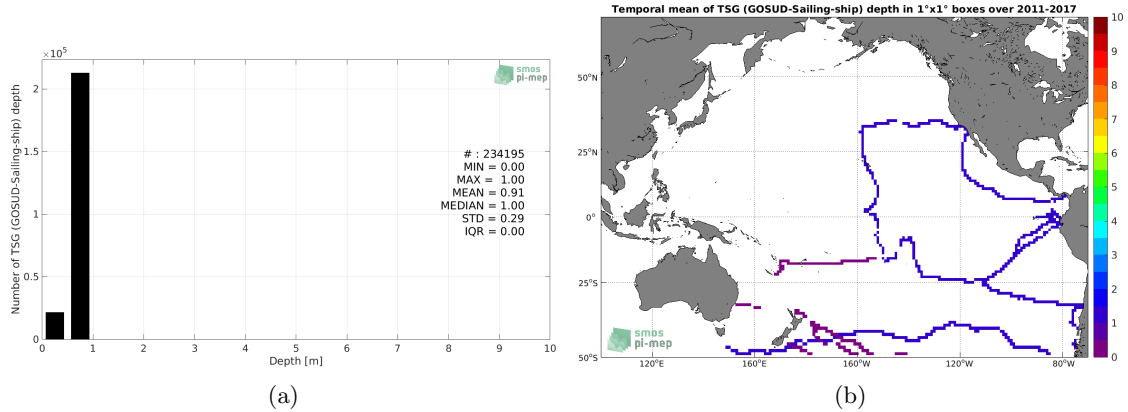 ×10⁵
2
1.5
1
0.5
0
Number of TSG (GOSUD-Sailing-ship) depth
smos
pi-mep
# : 234195
MIN = 0.00
MAX = 1.00
MEAN = 0.91
MEDIAN = 1.00
STD = 0.29
IQR = 0.00
0 1 2 3 4 5 6 7 8 9 10
Depth [m]
(a)
Temporal mean of TSG (GOSUD-Sailing-ship) depth in 1°x1° boxes over 2011-2017
50°N
25°N
0°
25°S
50°S
120°E 160°E 160°W 120°W 80°W
smos
pi-mep
10
9
8
7
6
5
4
3
2
1
0
(b)